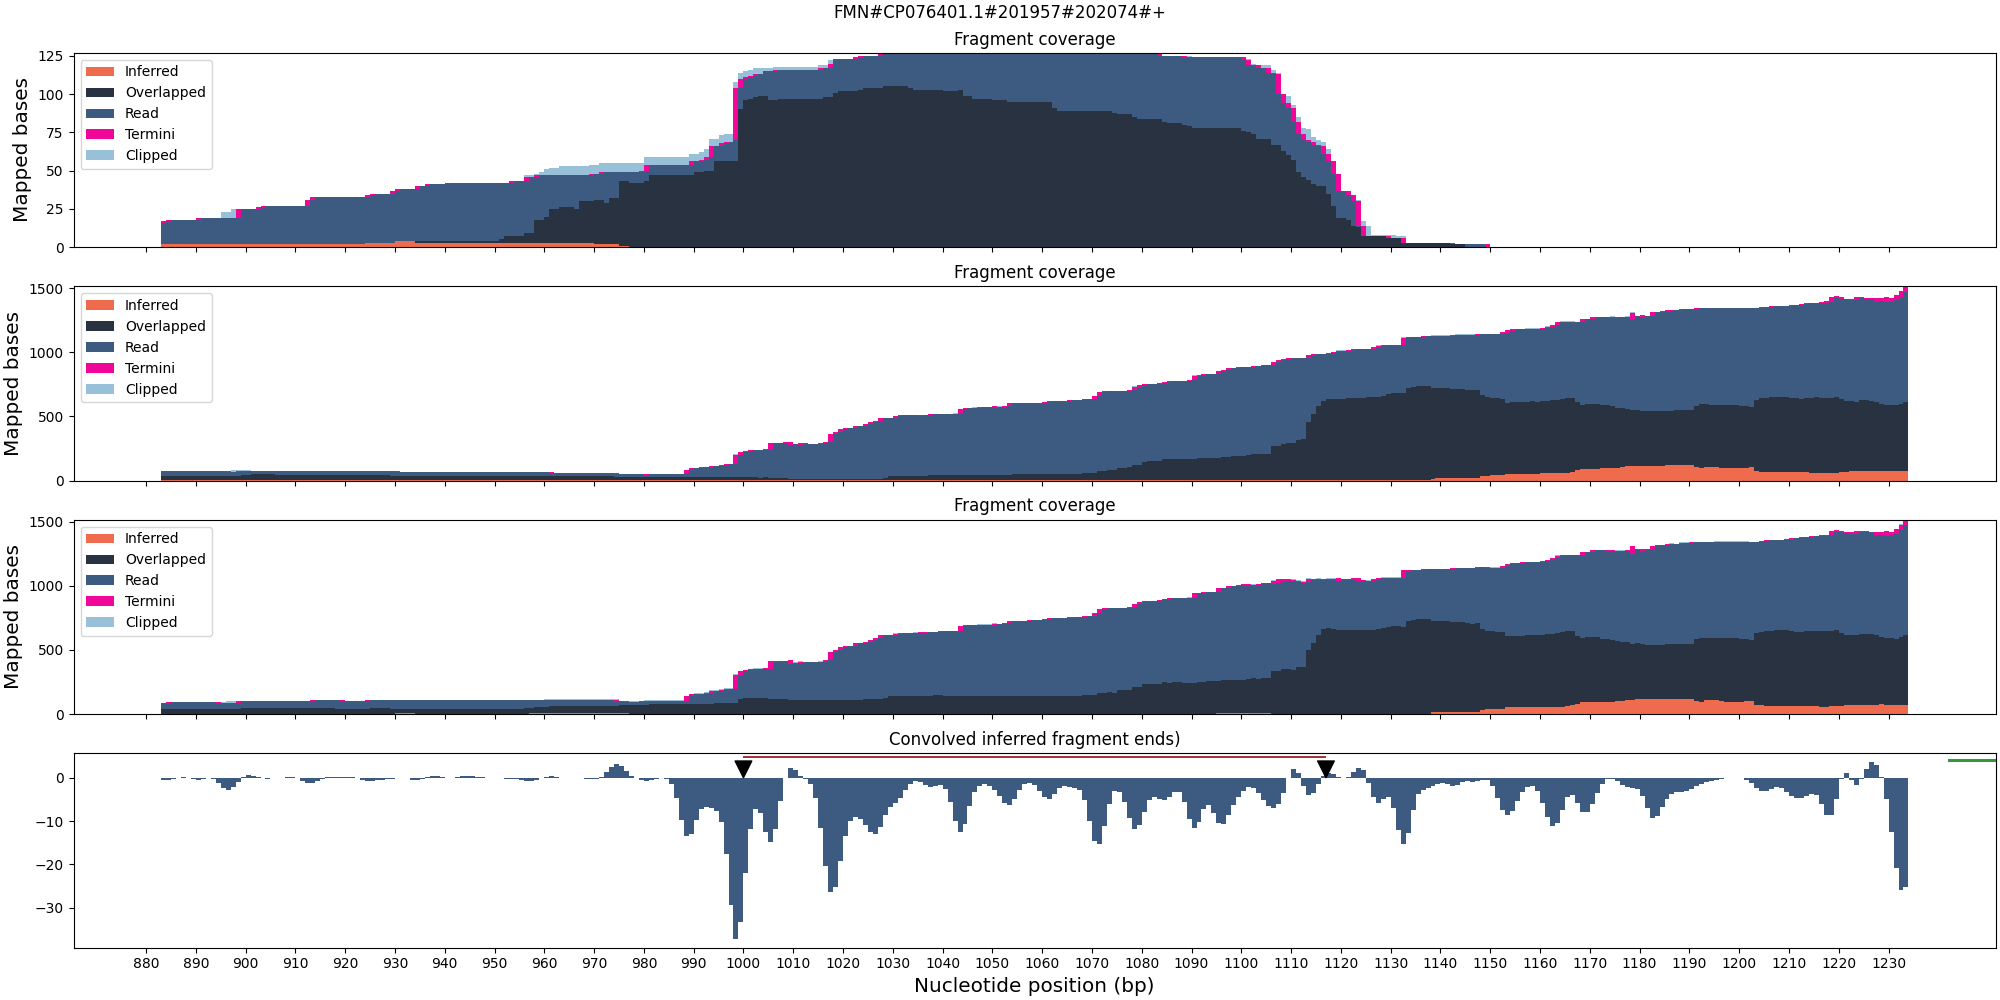 FMN#CP076401.1#201957#202074#+
Fragment coverage
Mapped bases
125
100
75
50
25
0
Inferred
Overlapped
Read
Termini
Clipped
Fragment coverage
Mapped bases
1500
1000
500
0
Inferred
Overlapped
Read
Termini
Clipped
Fragment coverage
Mapped bases
1500
1000
500
0
Inferred
Overlapped
Read
Termini
Clipped
Convolved inferred fragment ends)
0
−10
−20
−30
880 890 900 910 920 930 940 950 960 970 980 990 1000 1010 1020 1030 1040 1050 1060 1070 1080 1090 1100 1110 1120 1130 1140 1150 1160 1170 1180 1190 1200 1210 1220 1230
Nucleotide position (bp)